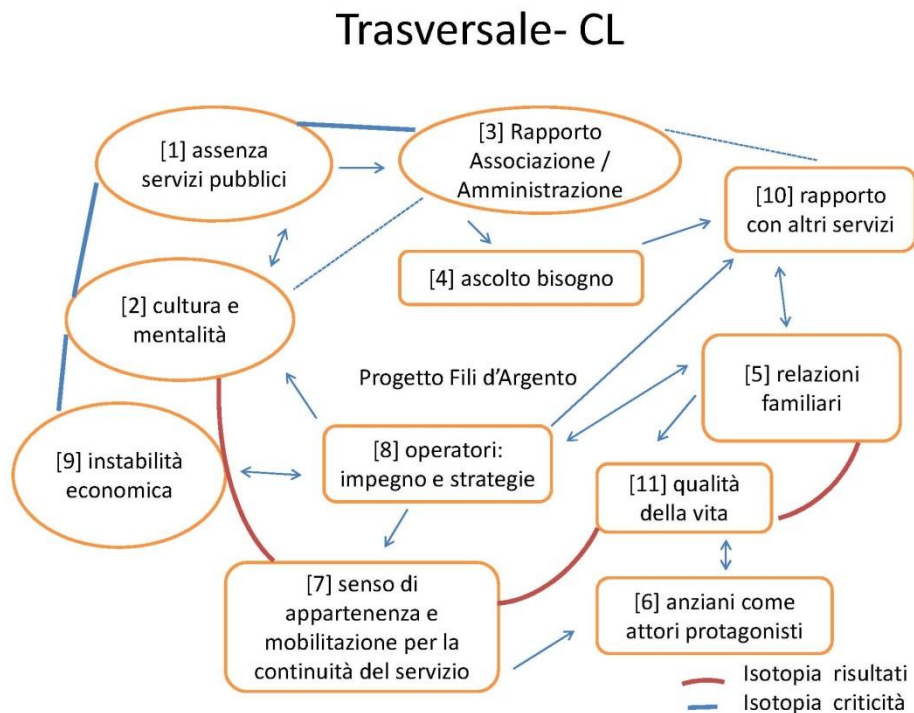 Trasversale- CL
[1] assenza
servizi pubblici
[3] Rapporto
Associazione /
Amministrazione
[10] rapporto
con altri servizi
[4] ascolto bisogno
[2] cultura e
mentalità
Progetto Fili d’Argento
[5] relazioni
familiari
[9] instabilità
economica
[8] operatori:
impegno e strategie
[11] qualità
della vita
[7] senso di
appartenenza e
mobilitazione per la
continuità del servizio
[6] anziani come
attori protagonisti
Isotopia risultati
Isotopia criticità